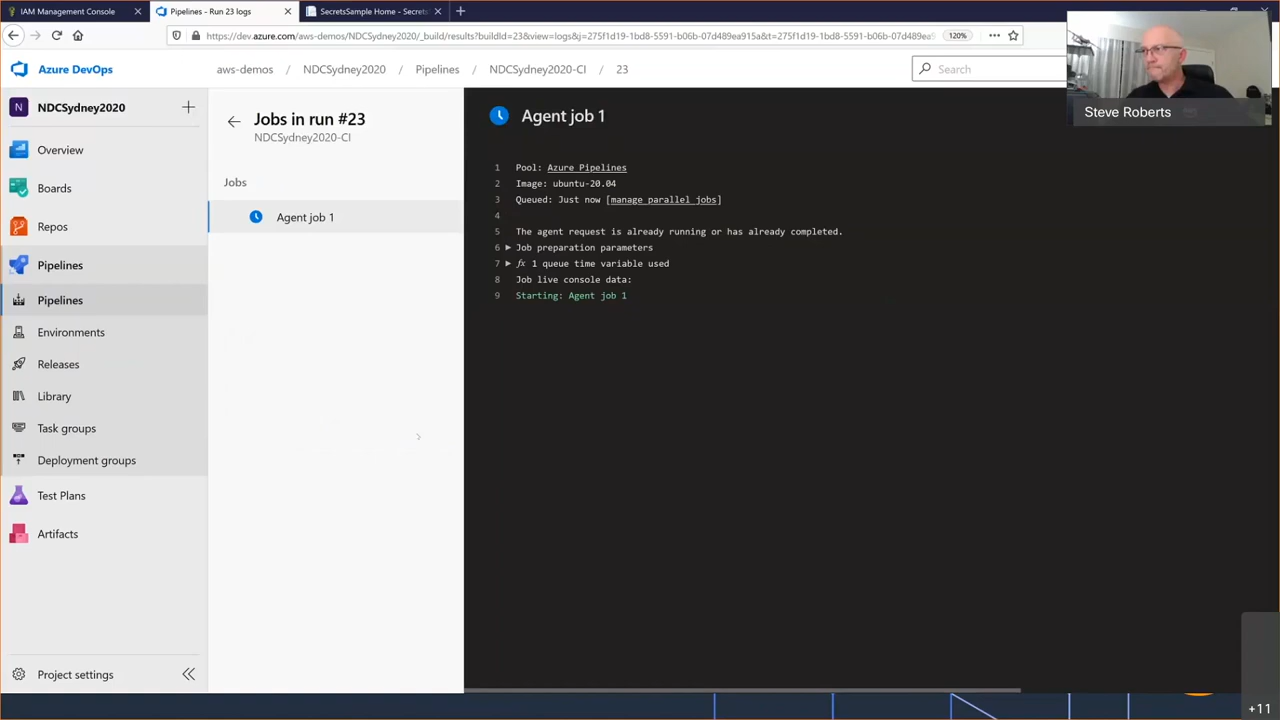 IAM Management Console
Pipelines - Run 23 logs
SecretsSample Home - Secrets
https://dev.azure.com/aws-demos/NDCSydney2020/_build/results?buildId=23&view=logs&j=275f1d19-1bd8-5591-b06b-07d489ea915a&t=275f1d19-1bd8-5591-b06b-07d489ea9
120%
Azure DevOps
aws-demos / NDCSydney2020 / Pipelines / NDCSydney2020-CI / 23
Search
Steve Roberts
N NDCSydney2020
Overview
Boards
Repos
Pipelines
Pipelines
Environments
Releases
Library
Task groups
Deployment groups
Test Plans
Artifacts
Project settings
Jobs in run #23
NDCSydney2020-CI
Jobs
Agent job 1
Agent job 1
1 Pool: Azure Pipelines
2 Image: ubuntu-20.04
3 Queued: Just now [manage parallel jobs]
4
5 The agent request is already running or has already completed.
6 Job preparation parameters
7 fx 1 queue time variable used
8 Job live console data:
9 Starting: Agent job 1
+11